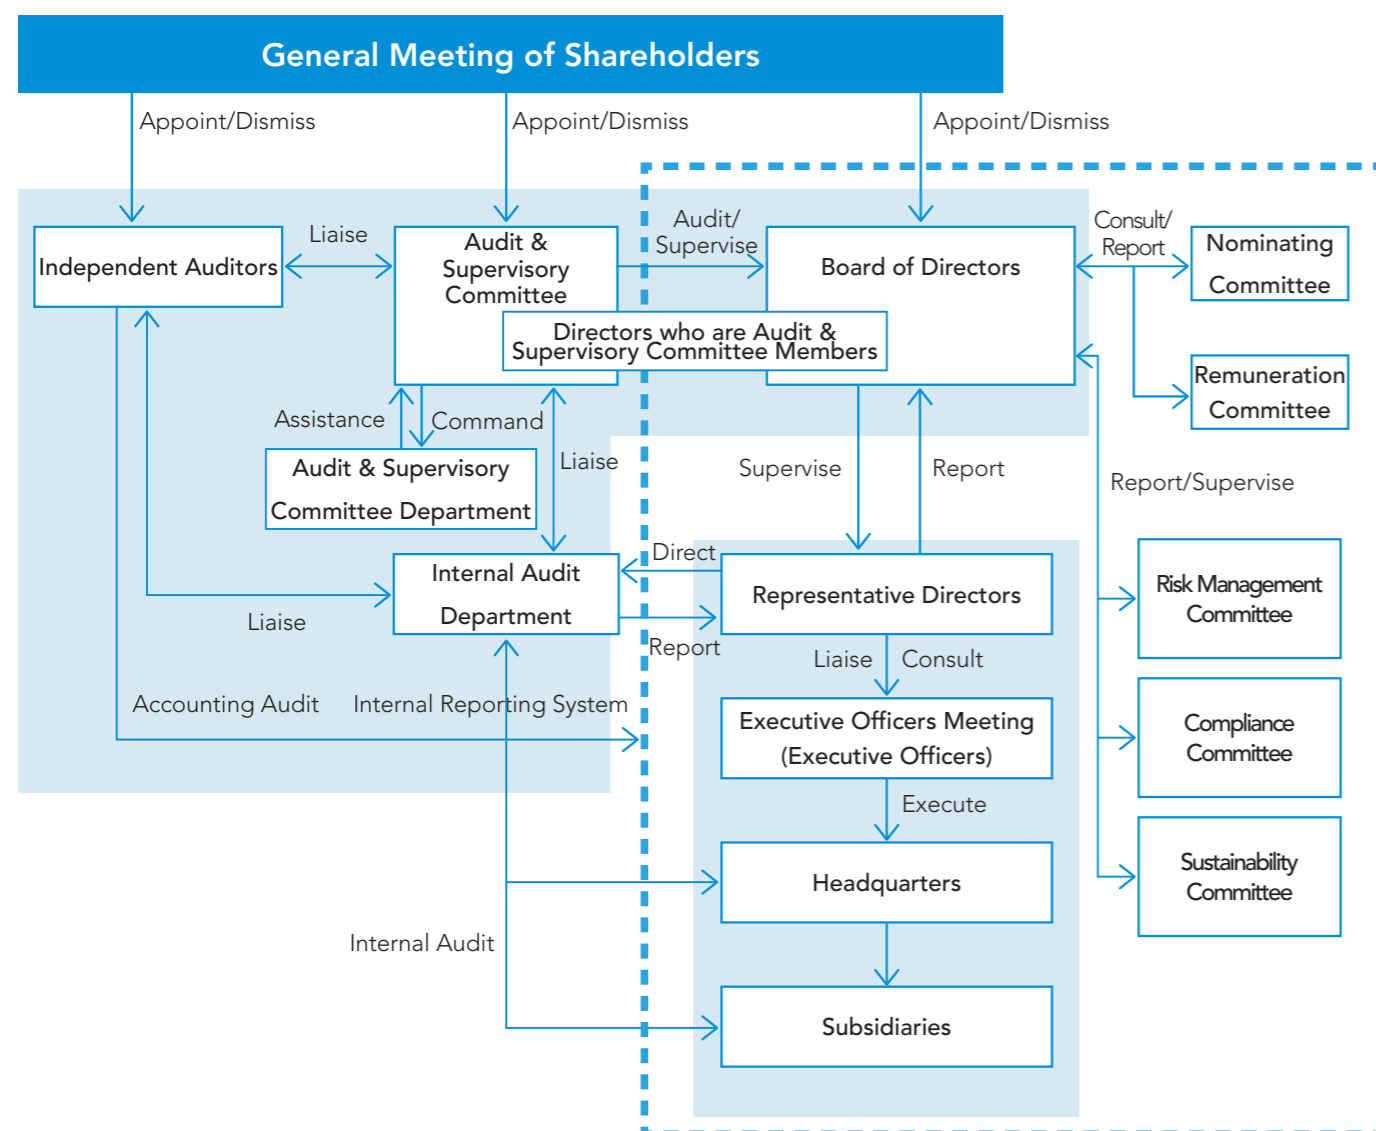 General Meeting of Shareholders
Appoint/Dismiss
Appoint/Dismiss
Appoint/Dismiss
Independent Auditors
Liaise
Audit &
Supervisory
Committee
Audit/
Supervise
Board of Directors
Consult/
Report
Nominating
Committee
Directors who are Audit &
Supervisory Committee Members
Remuneration
Committee
Assistance
Command
Liaise
Audit & Supervisory
Committee Department
Supervise
Report
Report/Supervise
Internal Audit
Department
Direct
Report
Representative Directors
Risk Management
Committee
Liaise
Liaise
Consult
Accounting Audit
Internal Reporting System
Executive Officers Meeting
(Executive Officers)
Compliance
Committee
Execute
Headquarters
Sustainability
Committee
Internal Audit
Subsidiaries